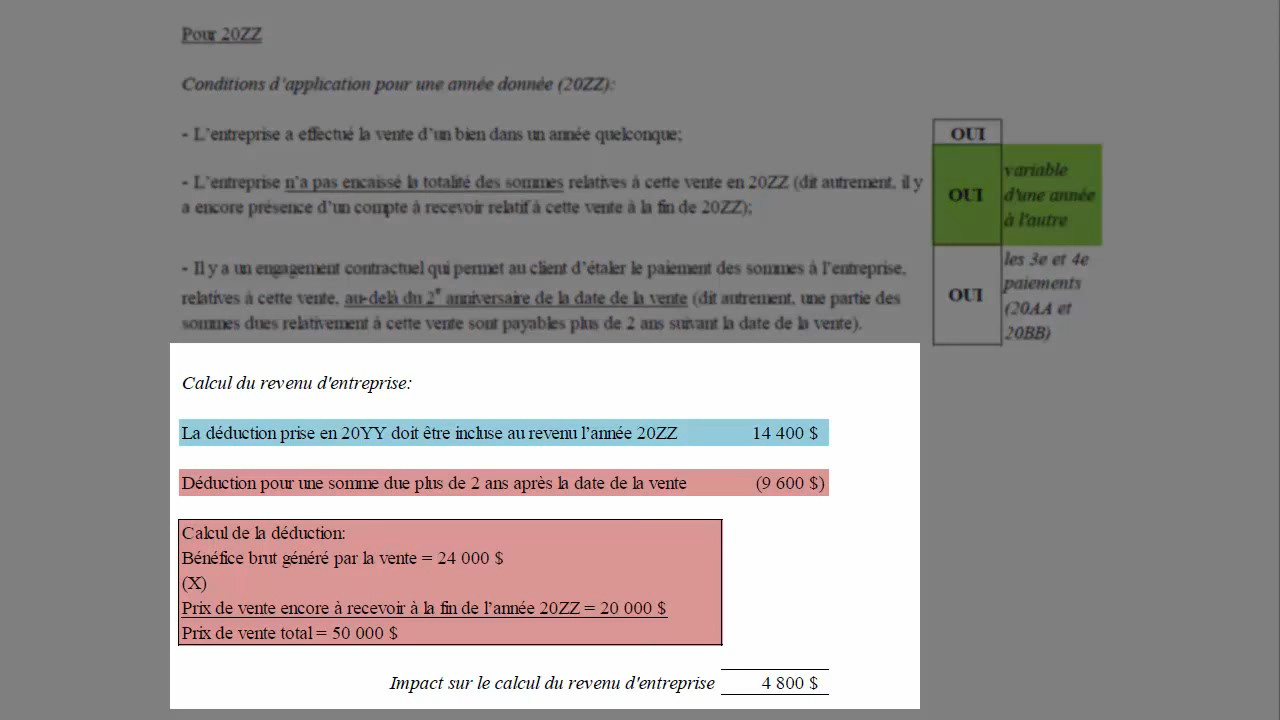 Pour 20ZZ
Conditions d'application pour une année donnée (20ZZ):
- L'entreprise a effectué la vente d'un bien dans un année quelconque;
OUI
- L'entreprise n'a pas encaissé la totalité des sommes relatives à cette vente en 20ZZ (dit autrement, il y
a encore présence d'un compte à recevoir relatif à cette vente à la fin de 20ZZ);
OUI
variable
d'une année
à l'autre
- Il y a un engagement contractuel qui permet au client d'étaler le paiement des sommes à l'entreprise,
relatives à cette vente, au-delà du 2e anniversaire de la date de la vente (dit autrement, une partie des
sommes dues relativement à cette vente sont payables plus de 2 ans suivant la date de la vente).
OUI
les 3e et 4e
paiements
(20AA et
20BB)
Calcul du revenu d'entreprise:
La déduction prise en 20YY doit être incluse au revenu l'année 20ZZ 14 400 $
Déduction pour une somme due plus de 2 ans après la date de la vente (9 600 $)
Calcul de la déduction:
Bénéfice brut généré par la vente = 24 000 $
(X)
Prix de vente encore à recevoir à la fin de l'année 20ZZ = 20 000 $
Prix de vente total = 50 000 $
Impact sur le calcul du revenu d'entreprise 4 800 $